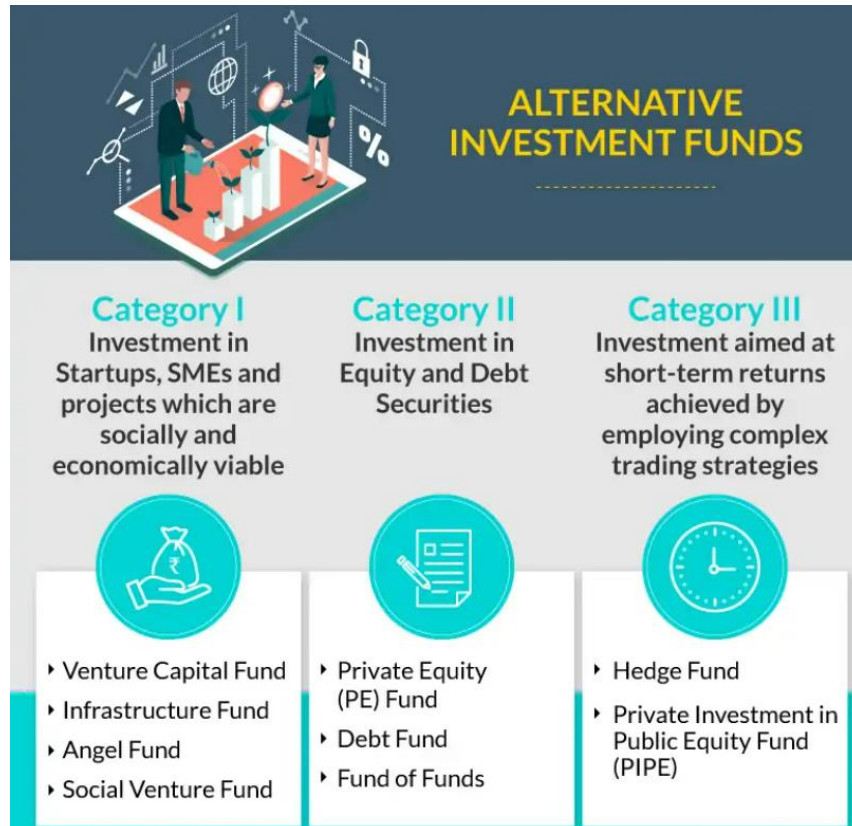 ALTERNATIVE
INVESTMENT FUNDS
%
Category I
Investment in
Startups, SMEs and
projects which are
socially and
economically viable
₹
Venture Capital Fund
Infrastructure Fund
Angel Fund
Social Venture Fund
Category II
Investment in
Equity and Debt
Securities
Private Equity
(PE) Fund
Debt Fund
Fund of Funds
Category III
Investment aimed at
short-term returns
achieved by
employing complex
trading strategies
Hedge Fund
Private Investment in
Public Equity Fund
(PIPE)